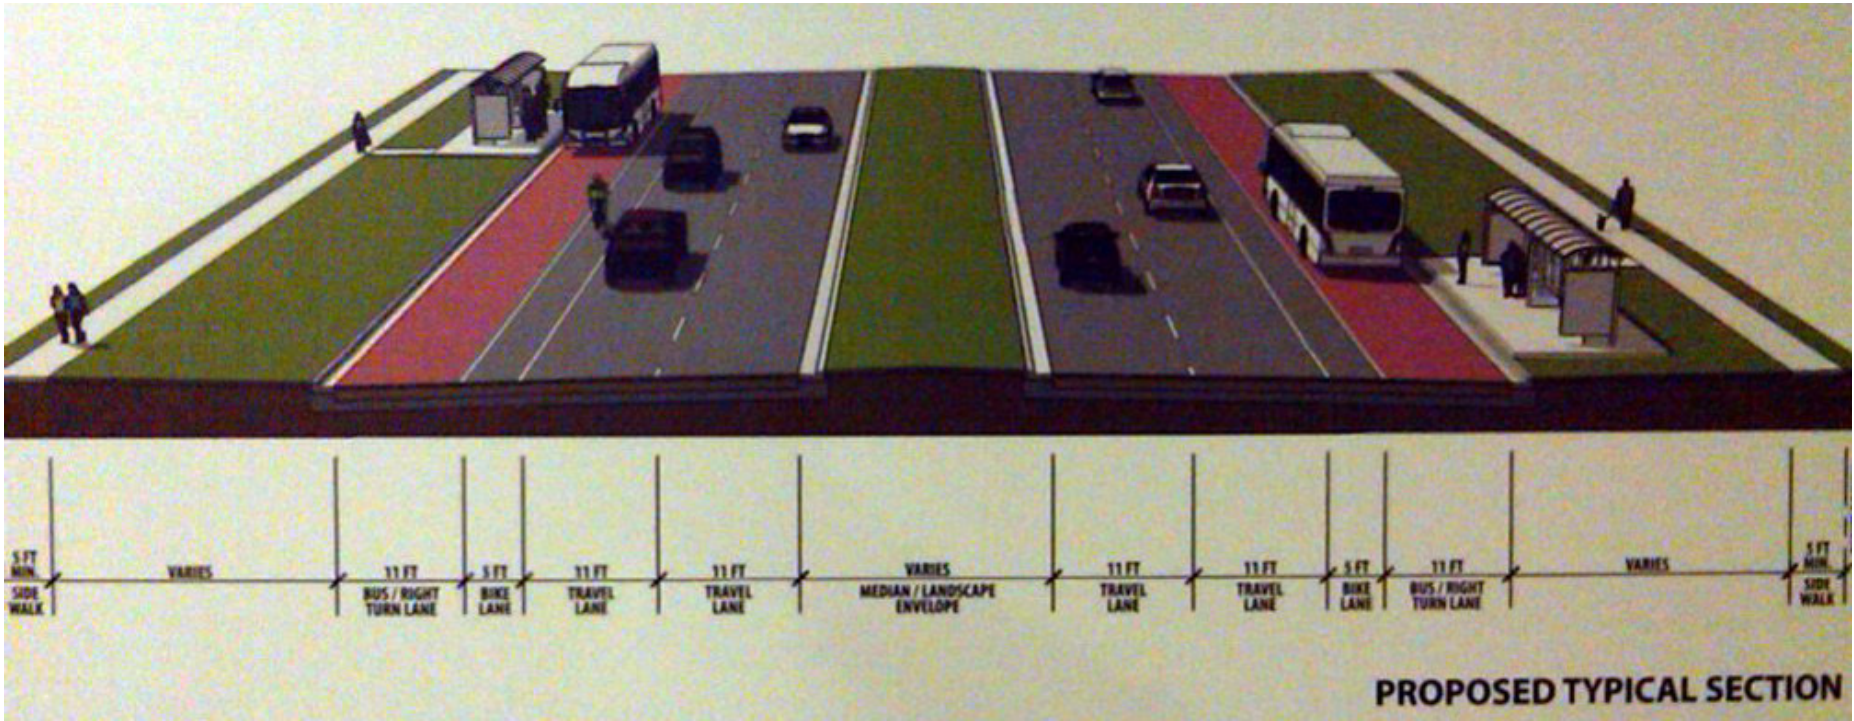 5 FT
MIN.
SIDE
WALK
VARIES
11 FT
BUS / RIGHT
TURN LANE
5 FT
BIKE
LANE
11 FT
TRAVEL
LANE
11 FT
TRAVEL
LANE
VARIES
MEDIAN / LANDSCAPE
ENVELOPE
11 FT
TRAVEL
LANE
11 FT
TRAVEL
LANE
5 FT
BIKE
LANE
11 FT
BUS / RIGHT
TURN LANE
VARIES
5 FT
MIN.
SIDE
WALK
PROPOSED TYPICAL SECTION